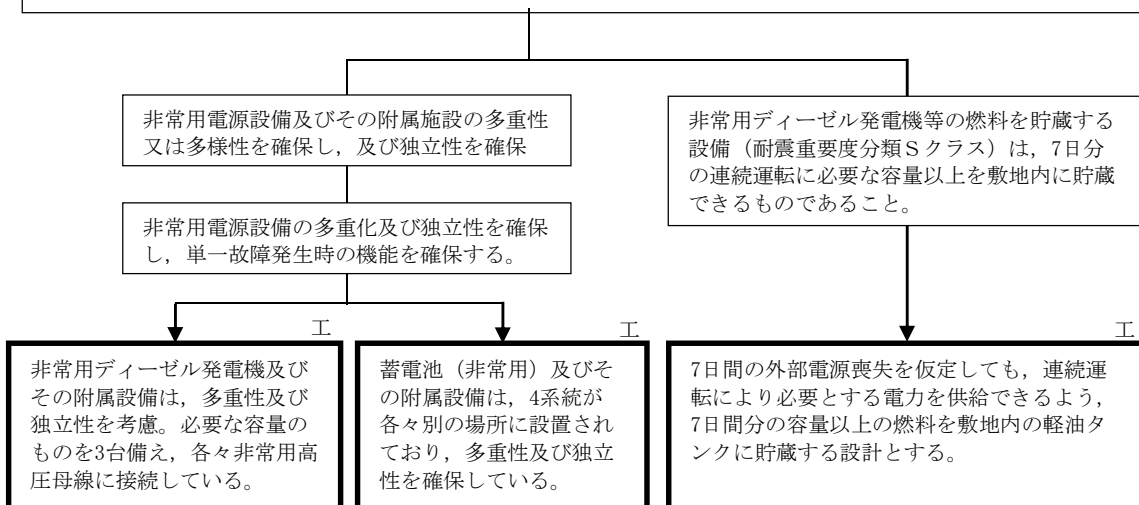 非常用電源設備及びその附属施設の多重性
又は多様性を確保し，及び独立性を確保
非常用ディーゼル発電機等の燃料を貯蔵する
設備（耐震重要度分類Ｓクラス）は，7日分
の連続運転に必要な容量以上を敷地内に貯蔵
できるものであること。
非常用電源設備の多重化及び独立性を確保
し，単一故障発生時の機能を確保する。
工
非常用ディーゼル発電機及び
その附属設備は，多重性及び
独立性を考慮。必要な容量の
ものを3台備え，各々非常用高
圧母線に接続している。
工
蓄電池（非常用）及びそ
の附属設備は，4系統が
各々別の場所に設置され
ており，多重性及び独立
性を確保している。
工
7日間の外部電源喪失を仮定しても，連続運
転により必要とする電力を供給できるよう，
7日間分の容量以上の燃料を敷地内の軽油タ
ンクに貯蔵する設計とする。